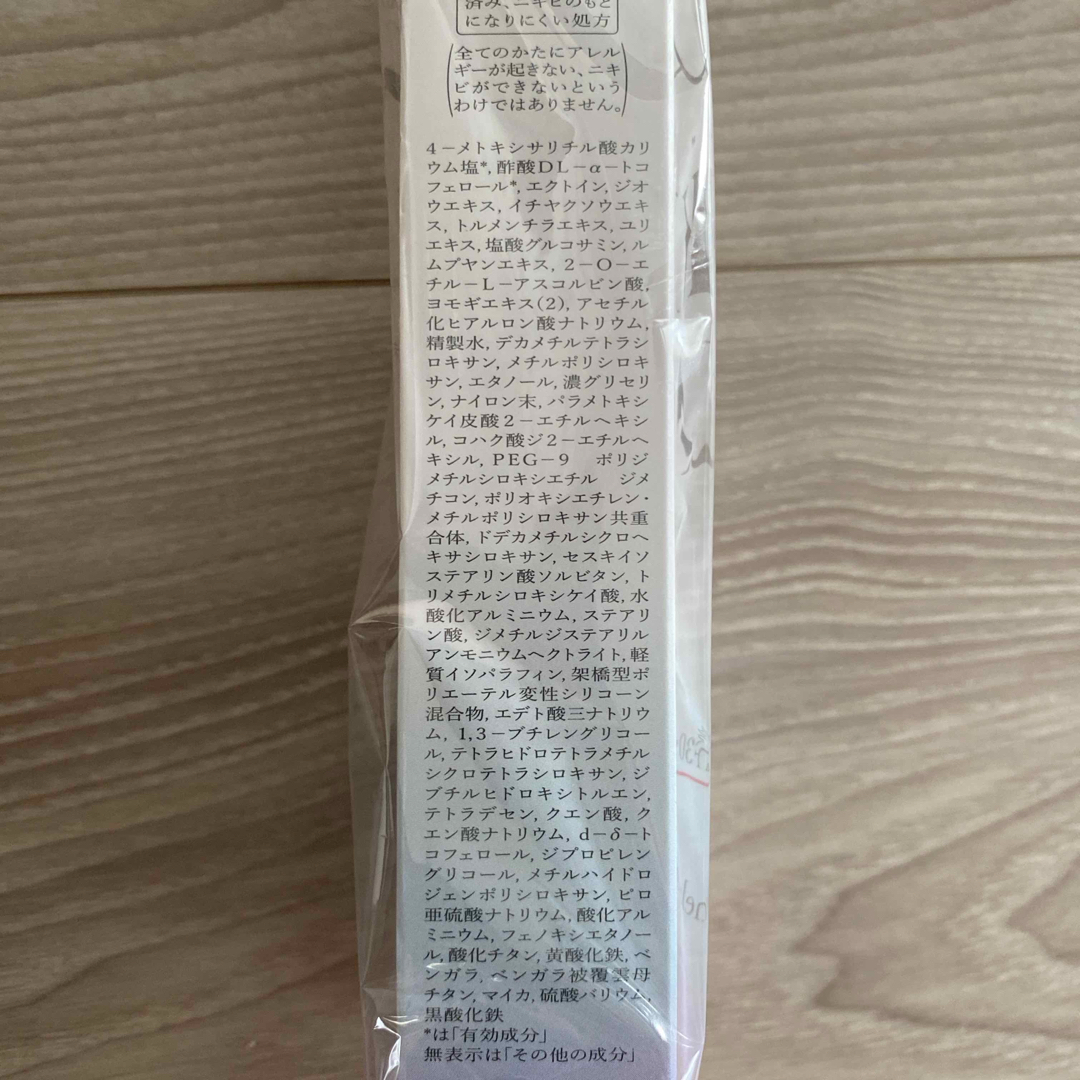 済み、ニキビのもと
になりにくい処方
全てのかたにアレル
ギーが起きない、ニキ
ビができないという
わけではありません。
4－メトキシサリチル酸カリ
ウム塩*, 酢酸DL－α－トコ
フェロール*, エクトイン, ジオ
ウエキス, イチヤクソウエキ
ス, トルメンチラエキス, ユリ
エキス, 塩酸グルコサミン, ル
ムプヤンエキス, 2－O－エ
チル－L－アスコルビン酸,
ヨモギエキス(2), アセチル
化ヒアルロン酸ナトリウム,
精製水, デカメチルテトラシ
ロキサン, メチルポリシロキ
サン, エタノール, 濃グリセリ
ン, ナイロン末, パラメトキシ
ケイ皮酸2－エチルヘキシ
ル, コハク酸ジ2－エチルヘ
キシル, PEG－9　ポリジ
メチルシロキシエチル　ジメ
チコン, ポリオキシエチレン・
メチルポリシロキサン共重
合体, ドデカメチルシクロヘ
キサシロキサン, セスキイソ
ステアリン酸ソルビタン, ト
リメチルシロキシケイ酸, 水
酸化アルミニウム, ステアリ
ン酸, ジメチルジステアリル
アンモニウムヘクトライト, 軽
質イソパラフィン, 架橋型ポ
リエーテル変性シリコーン
混合物, エデト酸三ナトリウ
ム, 1,3－ブチレングリコー
ル, テトラヒドロテトラメチル
シクロテトラシロキサン, ジ
ブチルヒドロキシトルエン,
テトラデセン, クエン酸, ク
エン酸ナトリウム, d－δ－ト
コフェロール, ジプロピレン
グリコール, メチルハイドロ
ジェンポリシロキサン, ピロ
亜硫酸ナトリウム, 酸化アル
ミニウム, フェノキシエタノー
ル, 酸化チタン, 黄酸化鉄, ベ
ンガラ, ベンガラ被覆雲母
チタン, マイカ, 硫酸バリウム,
黒酸化鉄
*は「有効成分」
無表示は「その他の成分」